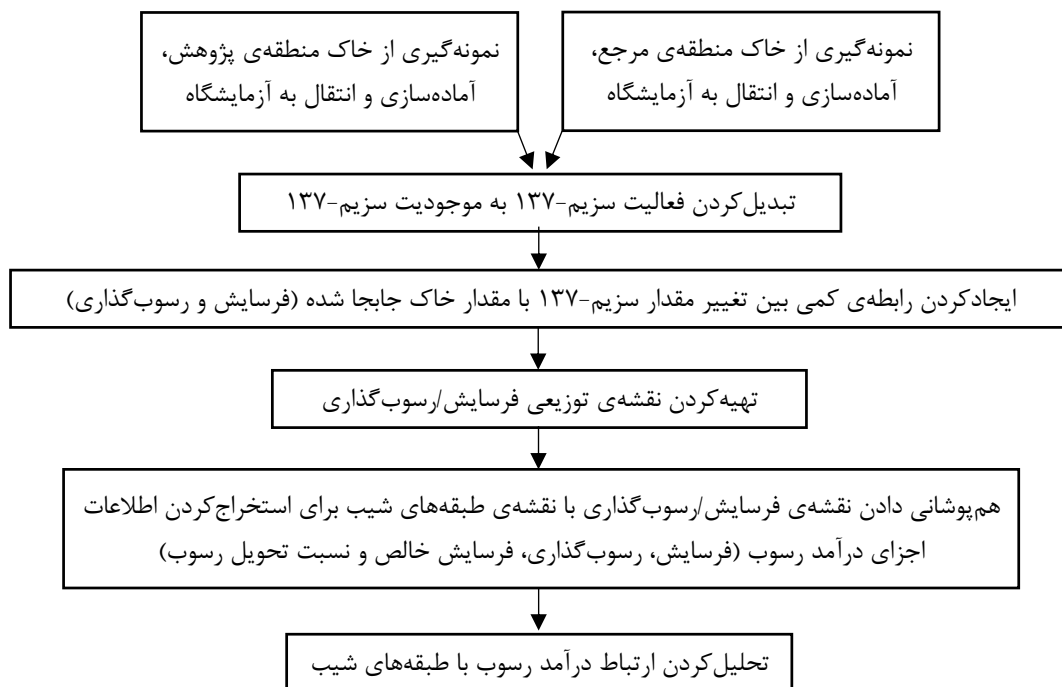 نمونه‌گیری از خاک منطقه‌ی مرجع،
آماده‌سازی و انتقال به آزمایشگاه
نمونه‌گیری از خاک منطقه‌ی پژوهش،
آماده‌سازی و انتقال به آزمایشگاه
تبدیل‌کردن فعالیت سزیم-۱۳۷ به موجودیت سزیم-۱۳۷
ایجادکردن رابطه‌ی کمی بین تغییر مقدار سزیم-۱۳۷ با مقدار خاک جابجا شده (فرسایش و رسوب‌گذاری)
تهیه‌کردن نقشه‌ی توزیعی فرسایش/رسوب‌گذاری
هم‌پوشانی دادن نقشه‌ی فرسایش/رسوب‌گذاری با نقشه‌ی طبقه‌های شیب برای استخراج‌کردن اطلاعات
اجزای درآمد رسوب (فرسایش، رسوب‌گذاری، فرسایش خالص و نسبت تحویل رسوب)
تحلیل‌کردن ارتباط درآمد رسوب با طبقه‌های شیب